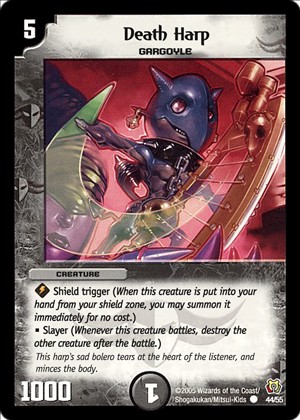 5
Death Harp
GARGOYLE
CREATURE
Shield trigger (When this creature is put into your
hand from your shield zone, you may summon it
immediately for no cost.)
▪ Slayer (Whenever this creature battles, destroy the
other creature after the battle.)
This harp's sad bolero tears at the heart of the listener, and
minces the body.
1000
1
©2005 Wizards of the Coast/
Shogakukan/Mitsui-Kids
44/55